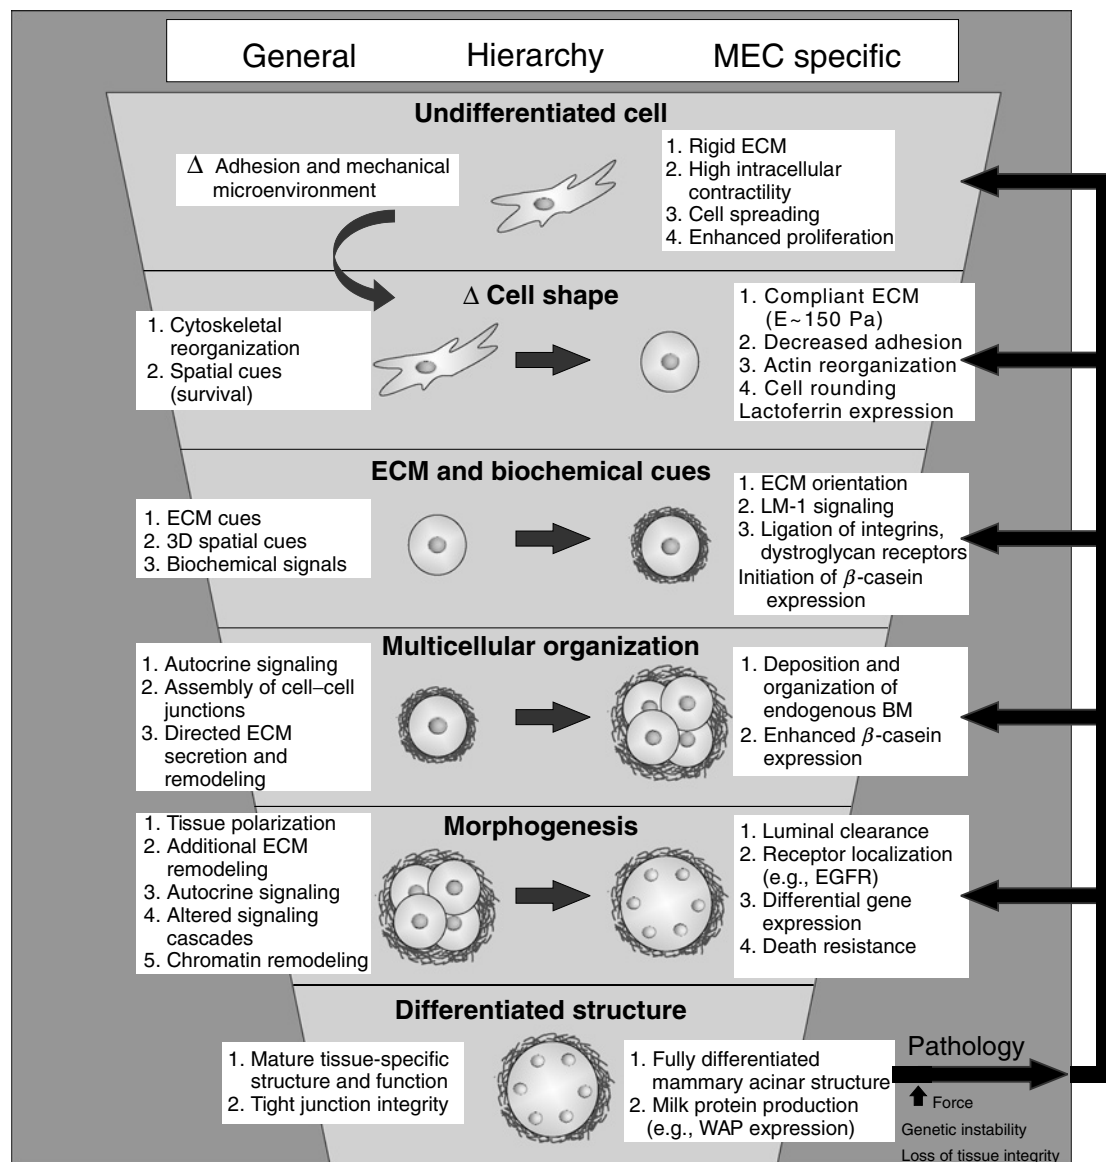 General Hierarchy MEC specific
Undifferentiated cell
Δ Adhesion and mechanical
microenvironment
1. Rigid ECM
2. High intracellular
contractility
3. Cell spreading
4. Enhanced proliferation
Δ Cell shape
1. Cytoskeletal
reorganization
2. Spatial cues
(survival)
1. Compliant ECM
(E~150 Pa)
2. Decreased adhesion
3. Actin reorganization
4. Cell rounding
Lactoferrin expression
ECM and biochemical cues
1. ECM cues
2. 3D spatial cues
3. Biochemical signals
1. ECM orientation
2. LM-1 signaling
3. Ligation of integrins,
dystroglycan receptors
Initiation of β-casein
expression
Multicellular organization
1. Autocrine signaling
2. Assembly of cell–cell
junctions
3. Directed ECM
secretion and
remodeling
1. Deposition and
organization of
endogenous BM
2. Enhanced β-casein
expression
Morphogenesis
1. Tissue polarization
2. Additional ECM
remodeling
3. Autocrine signaling
4. Altered signaling
cascades
5. Chromatin remodeling
1. Luminal clearance
2. Receptor localization
(e.g., EGFR)
3. Differential gene
expression
4. Death resistance
Differentiated structure
1. Mature tissue-specific
structure and function
2. Tight junction integrity
1. Fully differentiated
mammary acinar structure
2. Milk protein production
(e.g., WAP expression)
Pathology
Force
Genetic instability
Loss of tissue integrity